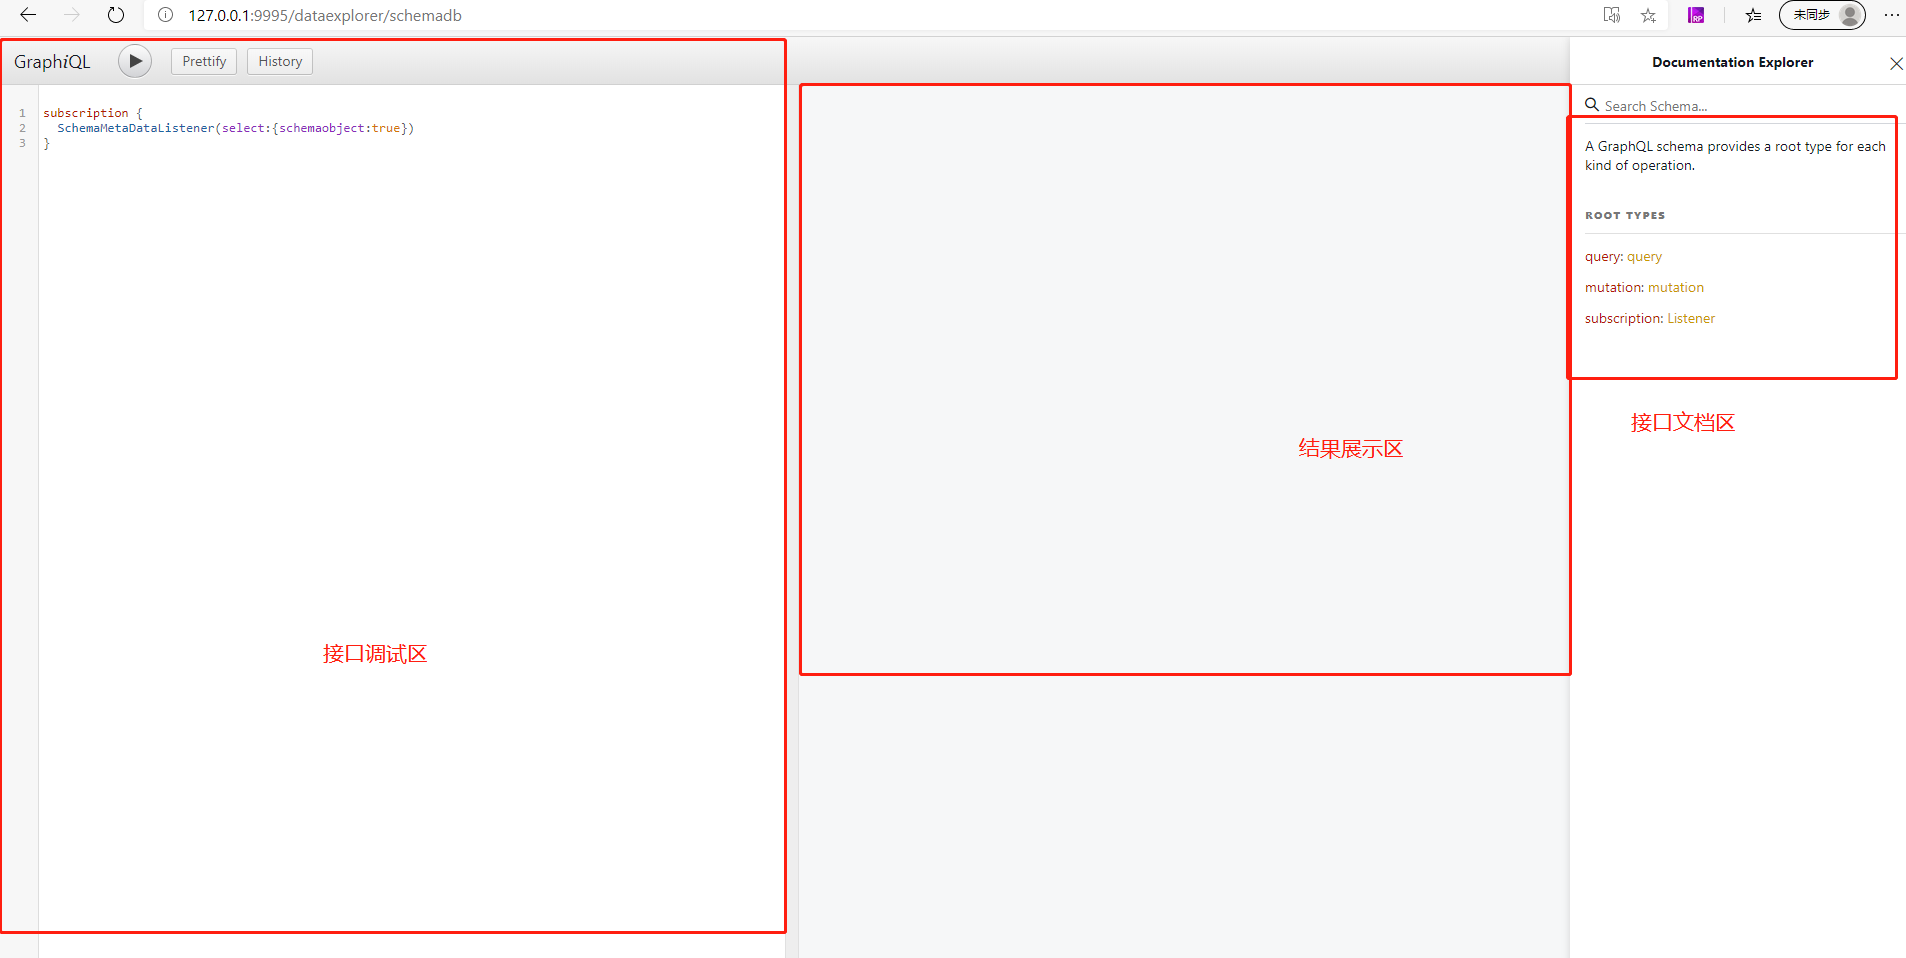 127.0.0.1:9995/dataexplorer/schemadb
未同步
GraphiQL
Prettify
History
1 subscription {
2 SchemaMetaDataListener(select:{schemaobject:true})
3 }
接口调试区
结果展示区
Documentation Explorer
Search Schema...
A GraphQL schema provides a root type for each
kind of operation.
ROOT TYPES
query: query
mutation: mutation
subscription: Listener
接口文档区
RP